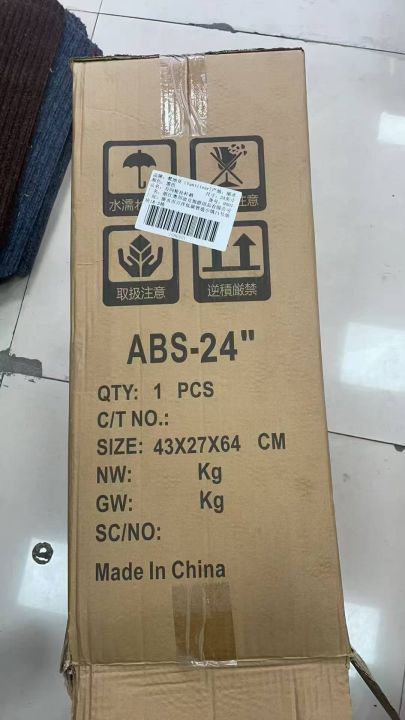 水濡
注意
取扱注意
逆積厳禁
ABS-24"
QTY: 1 PCS
C/T NO.:
SIZE: 43X27X64 CM
NW: Kg
GW: Kg
SC/NO:
Made In China